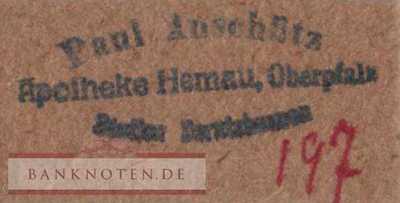 Paul Anschütz
Apotheke Hemau, Oberpfalz
197
BANKNOTEN.DE